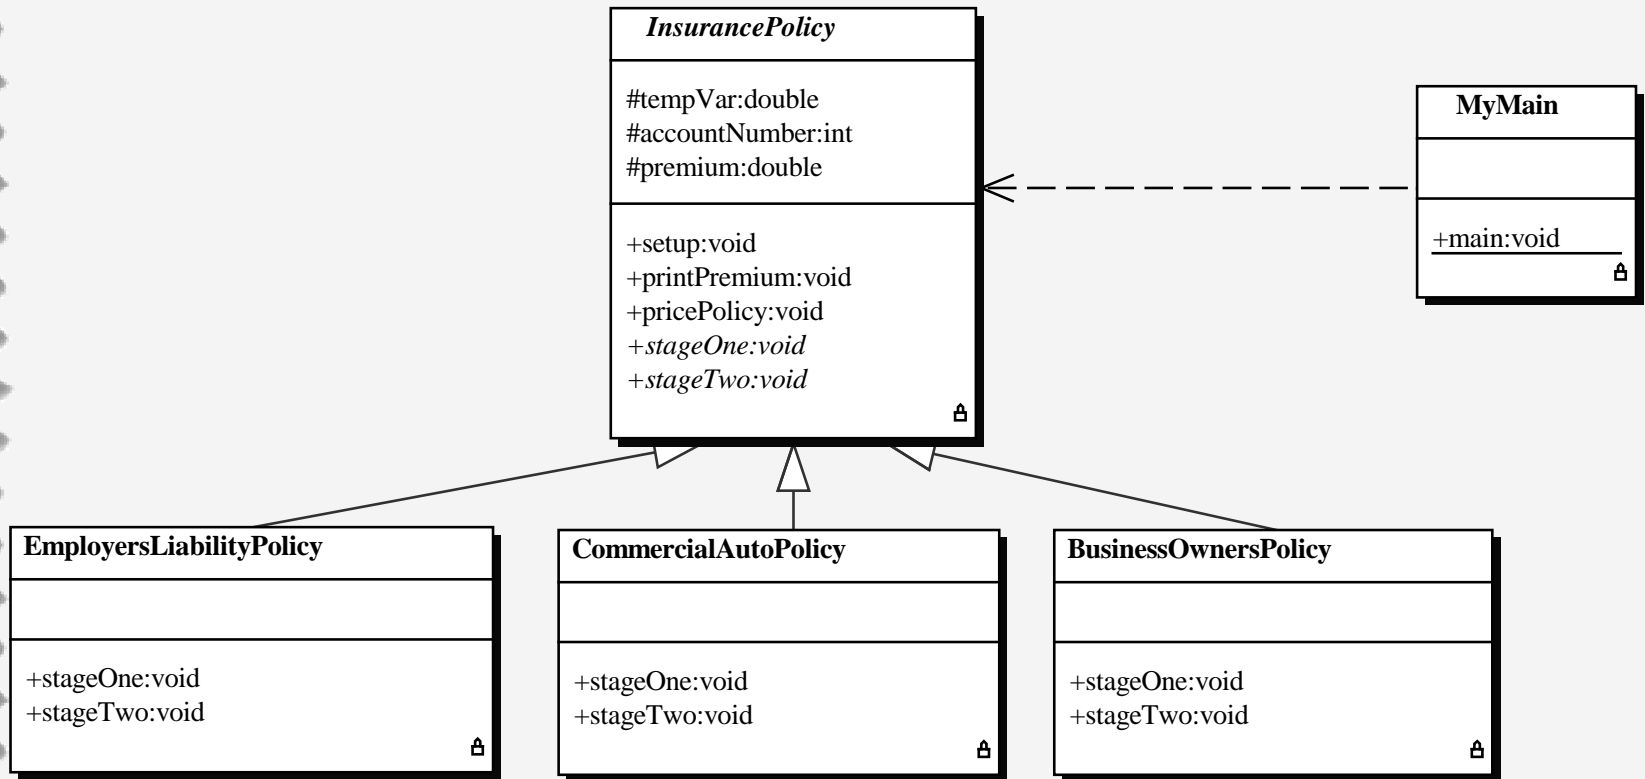 InsurancePolicy
#tempVar:double
#accountNumber:int
#premium:double
+setup:void
+printPremium:void
+pricePolicy:void
+stageOne:void
+stageTwo:void
MyMain
+main:void
EmployersLiabilityPolicy
+stageOne:void
+stageTwo:void
CommercialAutoPolicy
+stageOne:void
+stageTwo:void
BusinessOwnersPolicy
+stageOne:void
+stageTwo:void